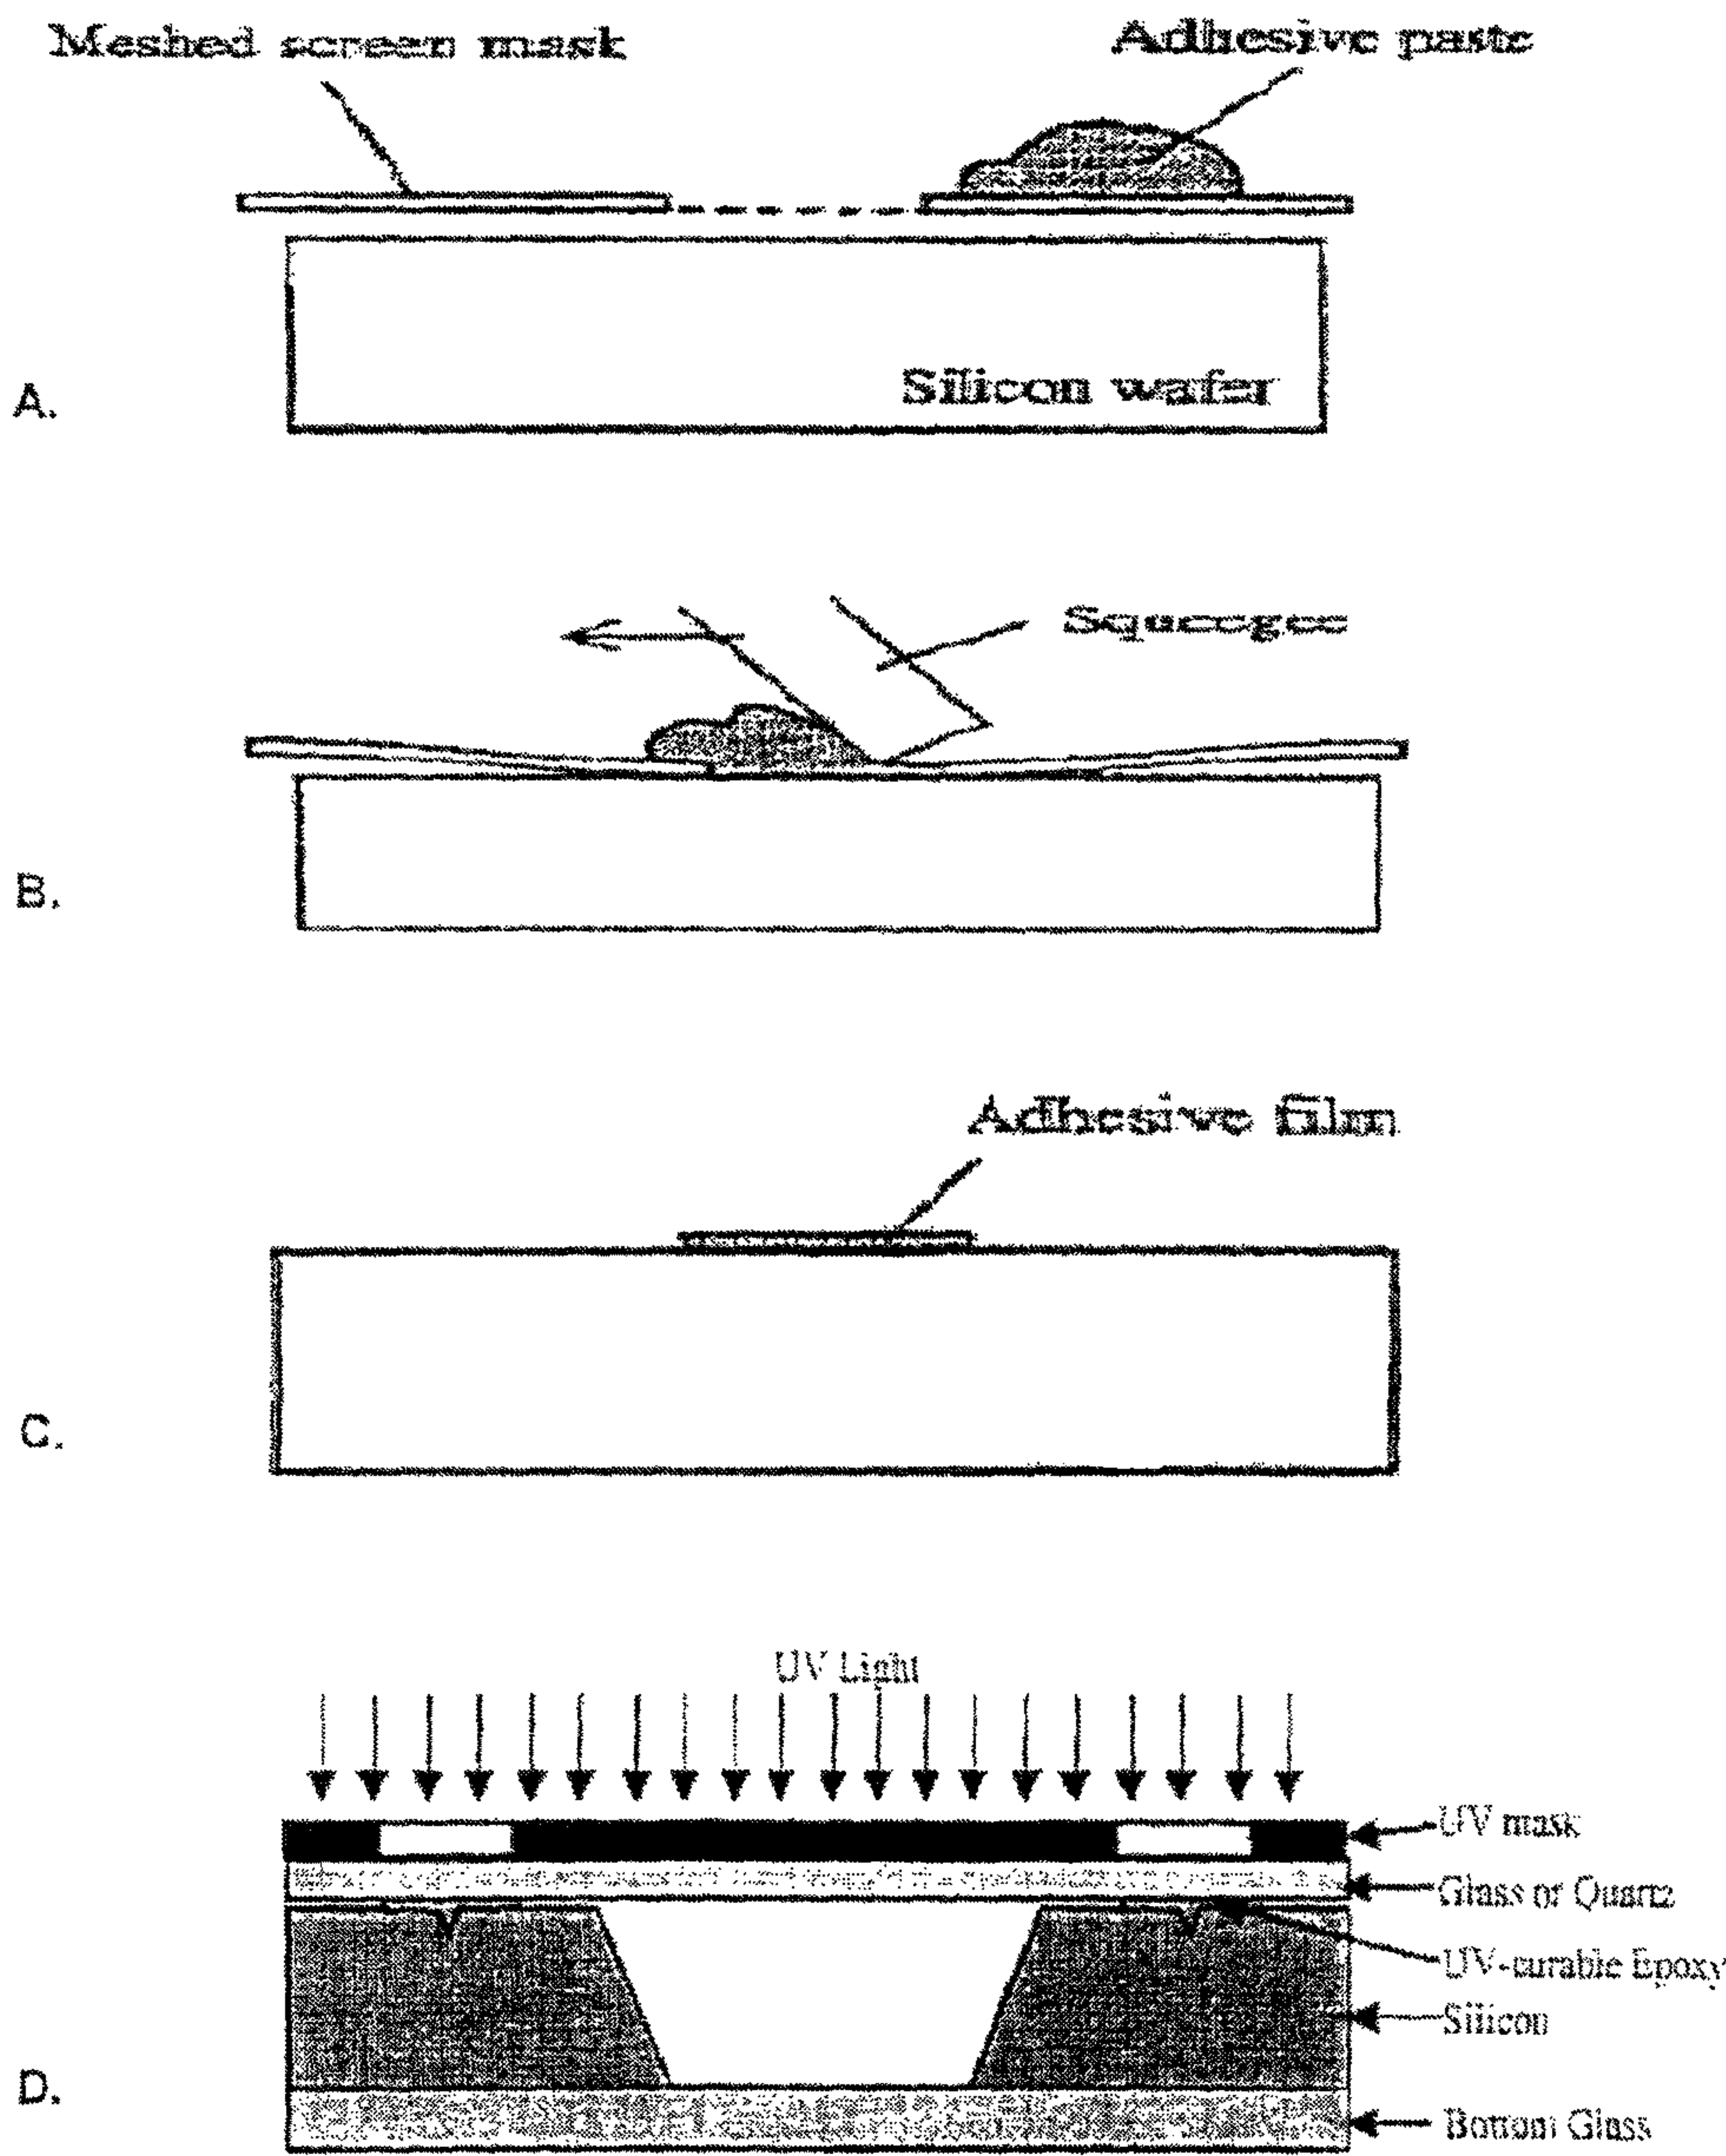 Meshed screen mask
Adhesive paste
Silicon wafer
A.
Squeegee
B.
Adhesive film
C.
UV Light
UV mask
Glass or Quartz
UV-curable Epoxy
Silicon
D.
Bottom Glass